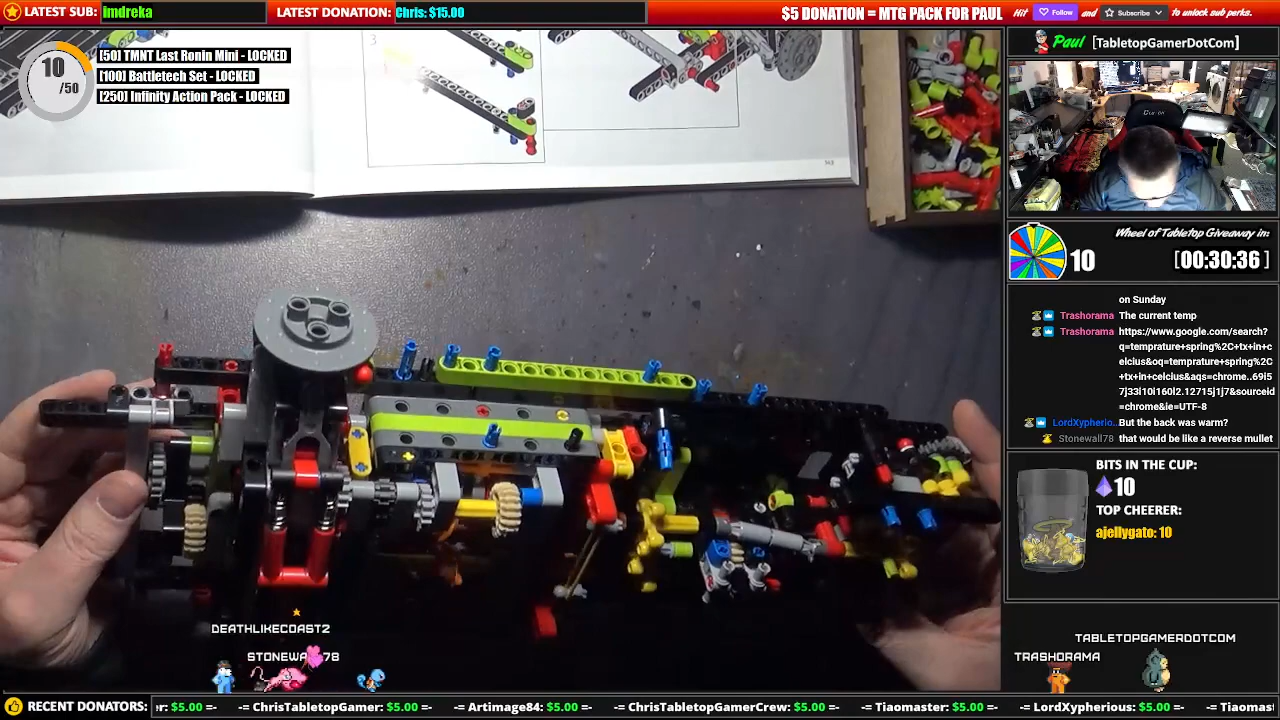 LATEST SUB: imdreka
LATEST DONATION: Chris: $15.00
$5 DONATION = MTG PACK FOR PAUL
Hit Follow and Subscribe to unlock sub perks.
10
/50
[50] TMNT Last Ronin Mini - LOCKED
[100] Battletech Set - LOCKED
[250] Infinity Action Pack - LOCKED
3
Paul [TabletopGamerDotCom]
Wheel of Tabletop Giveaway in:
10 [00:30:36 ]
on Sunday
Trashorama The current temp
Trashorama https://www.google.com/search?
q=temprature+spring%2C+tx+in+c
elcius&oq=temprature+spring%2C
+tx+in+celcius&aqs=chrome..69i5
7j33i10i160l2.12715j1j7&sourceid
=chrome&ie=UTF-8
LordXypherio.. But the back was warm?
Stonewall78 that would be like a reverse mullet
BITS IN THE CUP:
10
TOP CHEERER:
ajellygato: 10
DEATHLIKECOAST2
TABLETOPGAMERDOTCOM
TRASHORAMA
RECENT DONATORS: r: $5.00 =- -= ChrisTabletopGamer: $5.00 =- -= Artimage84: $5.00 =- -= ChrisTabletopGamerCrew: $5.00 =- -= Tiaomaster: $5.00 =- -= LordXypherious: $5.00 =- -= Tiaomast